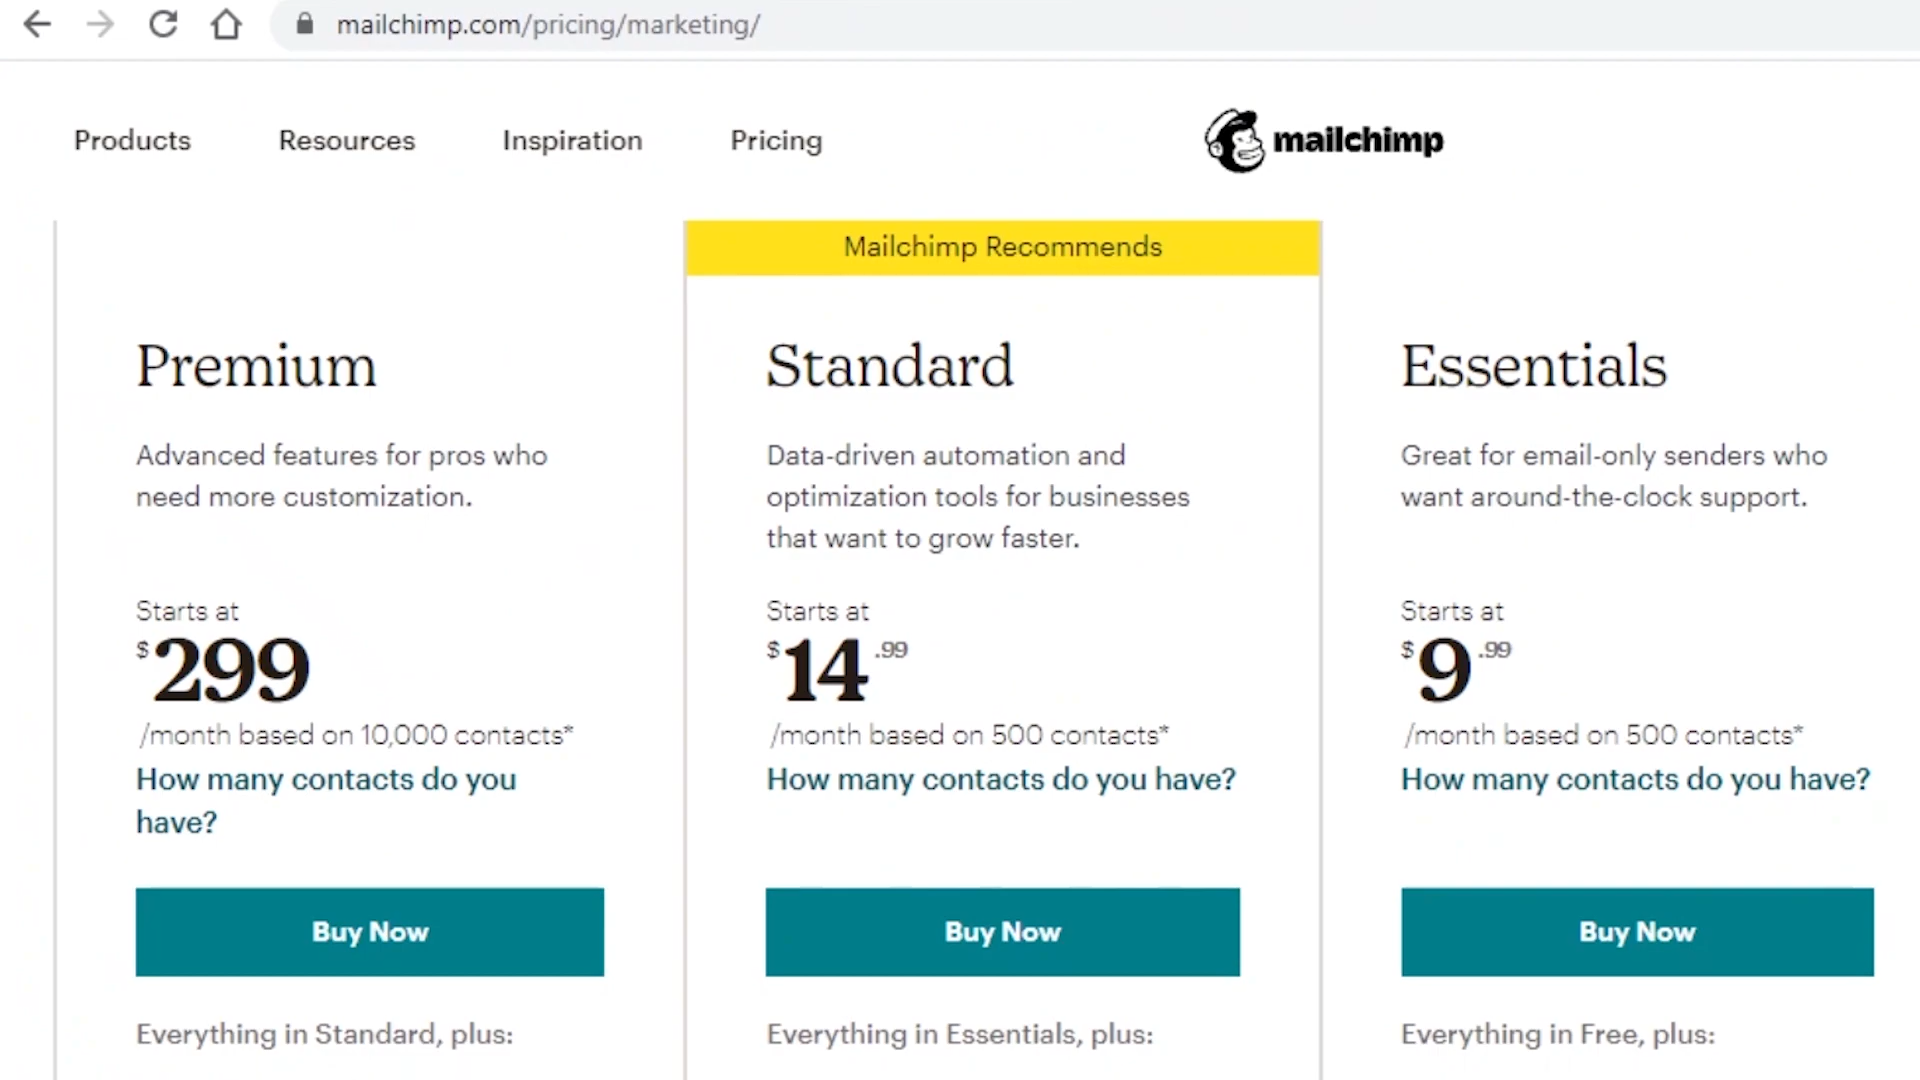 mailchimp.com/pricing/marketing/
Products Resources Inspiration Pricing mailchimp
Mailchimp Recommends
Premium
Advanced features for pros who
need more customization.
Starts at
$299
/month based on 10,000 contacts*
How many contacts do you
have?
Buy Now
Everything in Standard, plus:
Standard
Data-driven automation and
optimization tools for businesses
that want to grow faster.
Starts at
$14.99
/month based on 500 contacts*
How many contacts do you have?
Buy Now
Everything in Essentials, plus:
Essentials
Great for email-only senders who
want around-the-clock support.
Starts at
$9.99
/month based on 500 contacts*
How many contacts do you have?
Buy Now
Everything in Free, plus: